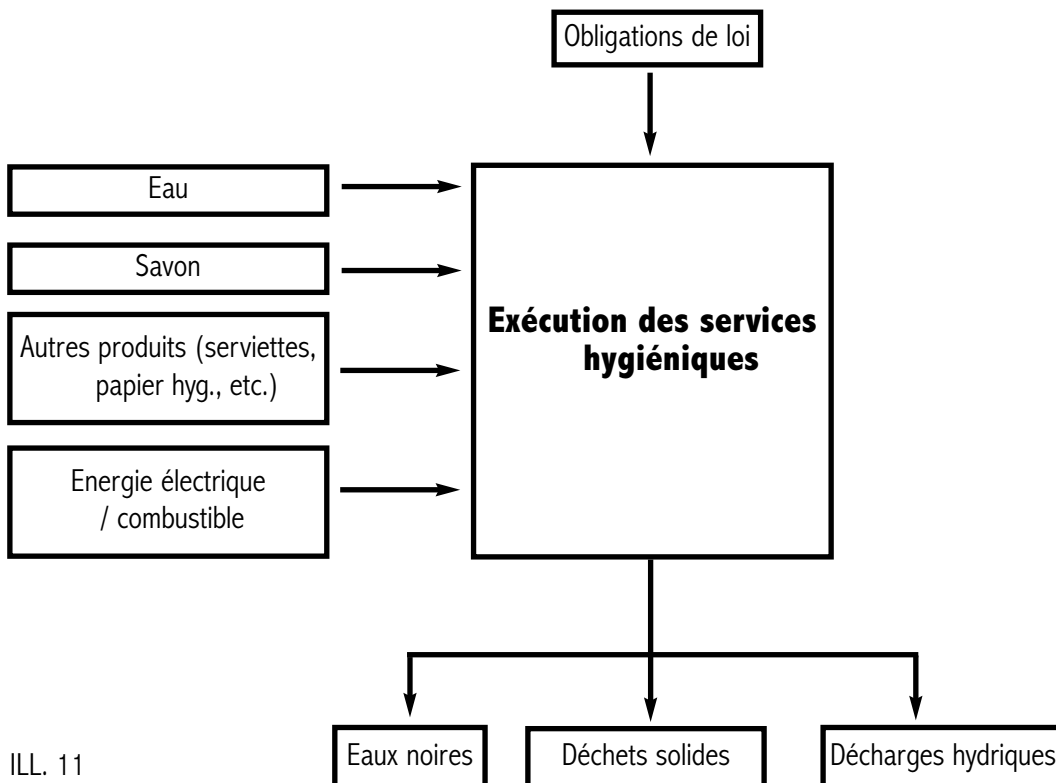 Obligations de loi
Eau
Savon
Autres produits (serviettes,
papier hyg., etc.)
Energie électrique
/ combustible
Exécution des services
hygiéniques
Eaux noires
Déchets solides
Décharges hydriques
ILL. 11